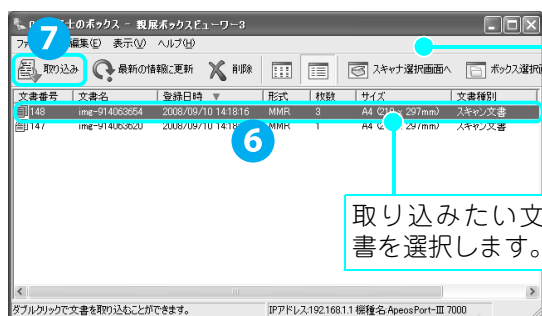 士のボックス - 親展ボックスビューワー3
7
編集(E) 表示(V) ヘルプ(H)
取り込み 最新の情報に更新 削除 スキャナ選択画面へ ボックス選択
文書番号 文書名 登録日時 ▼ 形式 枚数 サイズ 文書種別
148 img-914063654 2008/09/10 14:18:16 MMR 3 A4 (210 x 297mm) スキャン文書
147 img-914063620 2008/09/10 14:18 MMR 1 A4 297mm) スキャン文書
6
取り込みたい文
書を選択します。
ダブルクリックで文書を取り込むことができます。 IPアドレス:192.168.1.1 機種名:ApeosPort-III 7000